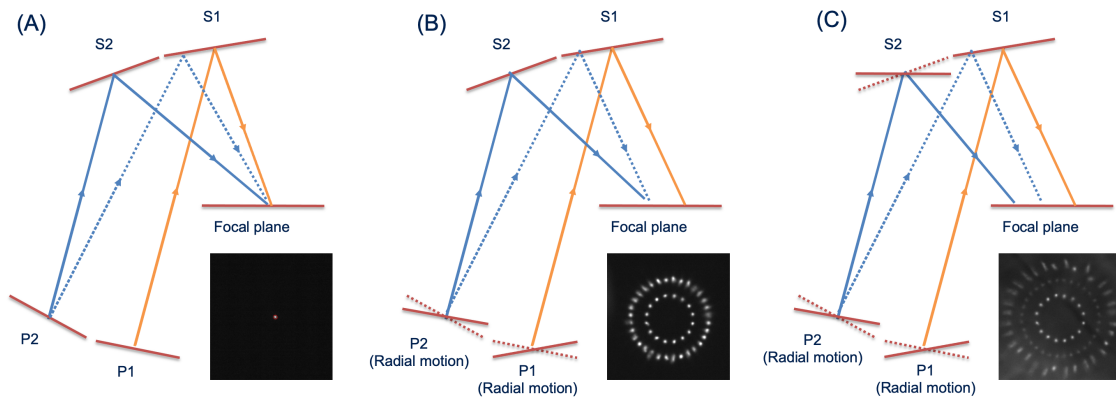 (A)
S1
S2
Focal plane
P2
P1
(B)
S1
S2
Focal plane
P2
(Radial motion)
P1
(Radial motion)
(C)
S1
S2
Focal plane
P2
(Radial motion)
P1
(Radial motion)